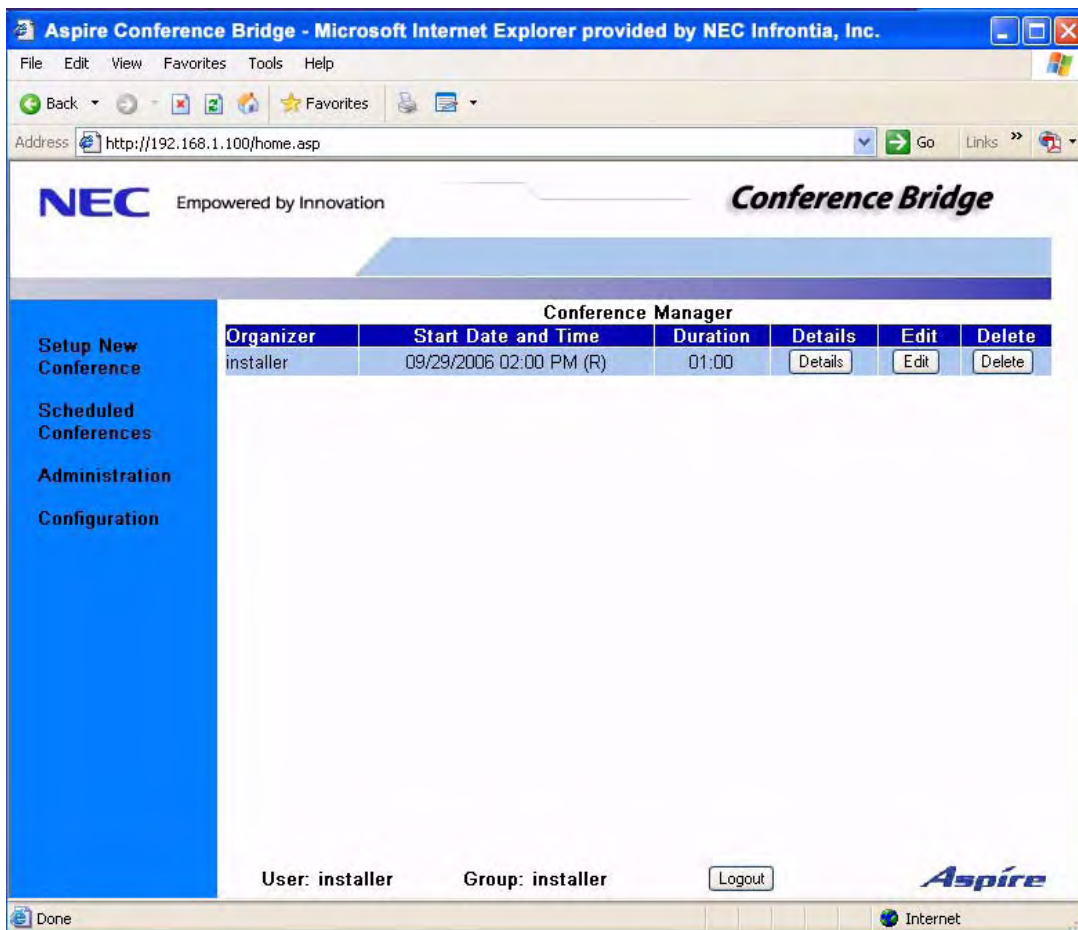 Aspire Conference Bridge - Microsoft Internet Explorer provided by NEC Infrontia, Inc.
File Edit View Favorites Tools Help
Back Favorites
Address http://192.168.1.100/home.asp Go Links »
NEC Empowered by Innovation Conference Bridge
Conference Manager
Organizer Start Date and Time Duration Details Edit Delete
installer 09/29/2006 02:00 PM (R) 01:00 Details Edit Delete
Setup New
Conference
Scheduled
Conferences
Administration
Configuration
User: installer Group: installer Logout Aspire
Done Internet